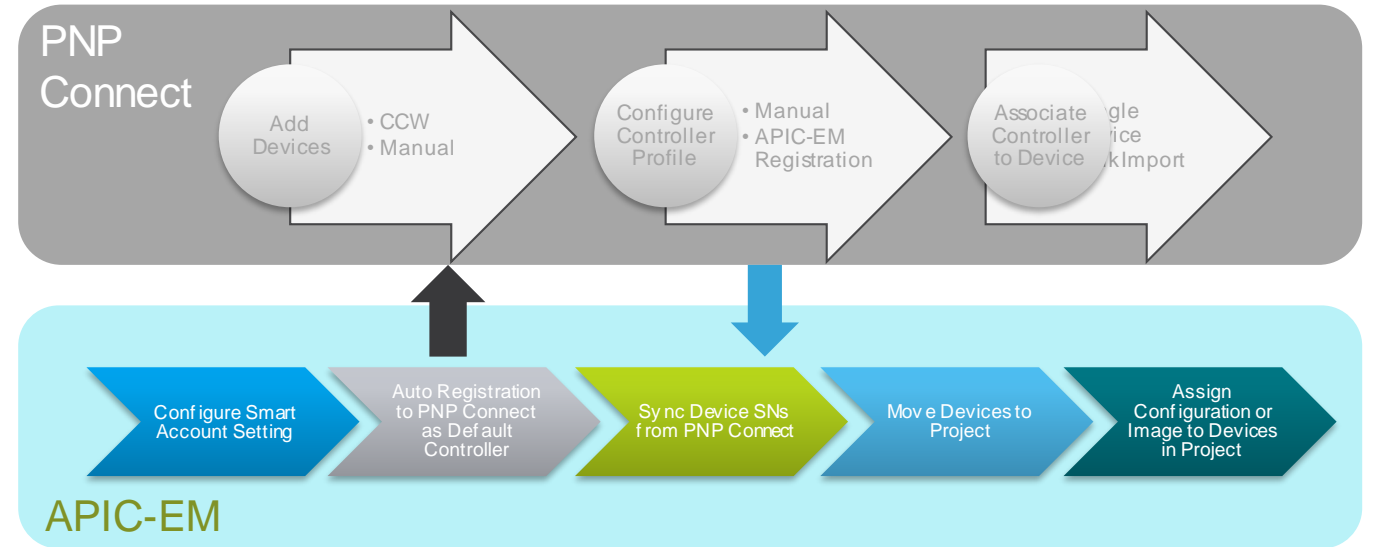 PNP
Connect
Add
Devices
• CCW
• Manual
Configure
Controller
Profile
• Manual
• APIC-EM
Registration
Associate
Controller
to Device
Import
Configure Smart
Account Setting
Auto Registration
to PNP Connect
as Default
Controller
Sync Device SNs
from PNP Connect
Move Devices to
Project
Assign
Configuration or
Image to Devices
in Project
APIC-EM